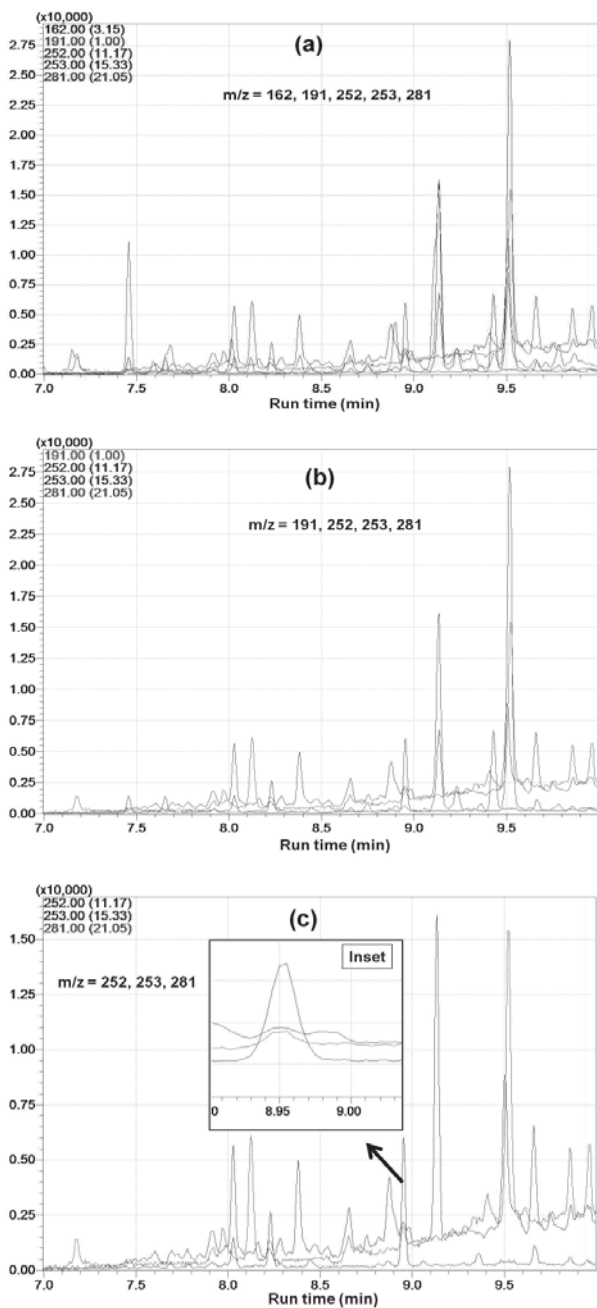 (x10,000)
162.00 (3.15)
191.00 (1.00)
252.00 (11.17)
253.00 (15.33)
281.00 (21.05)
(a)
m/z = 162, 191, 252, 253, 281
2.75
2.50
2.25
2.00
1.75
1.50
1.25
1.00
0.75
0.50
0.25
0.00
7.0 7.5 8.0 8.5 9.0 9.5
Run time (min)
(x10,000)
191.00 (1.00)
252.00 (11.17)
253.00 (15.33)
281.00 (21.05)
(b)
m/z = 191, 252, 253, 281
2.75
2.50
2.25
2.00
1.75
1.50
1.25
1.00
0.75
0.50
0.25
0.00
7.0 7.5 8.0 8.5 9.0 9.5
Run time (min)
(x10,000)
252.00 (11.17)
253.00 (15.33)
281.00 (21.05)
(c)
m/z = 252, 253, 281
Inset
0 8.95 9.00
1.50
1.25
1.00
0.75
0.50
0.25
0.00
7.0 7.5 8.0 8.5 9.0 9.5
Run time (min)